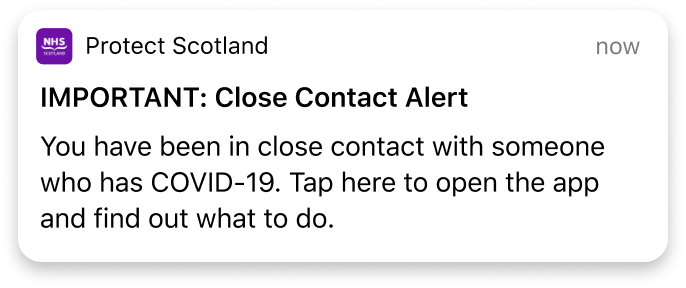 NHS
SCOTLAND
Protect Scotland
now
IMPORTANT: Close Contact Alert
You have been in close contact with someone
who has COVID-19. Tap here to open the app
and find out what to do.